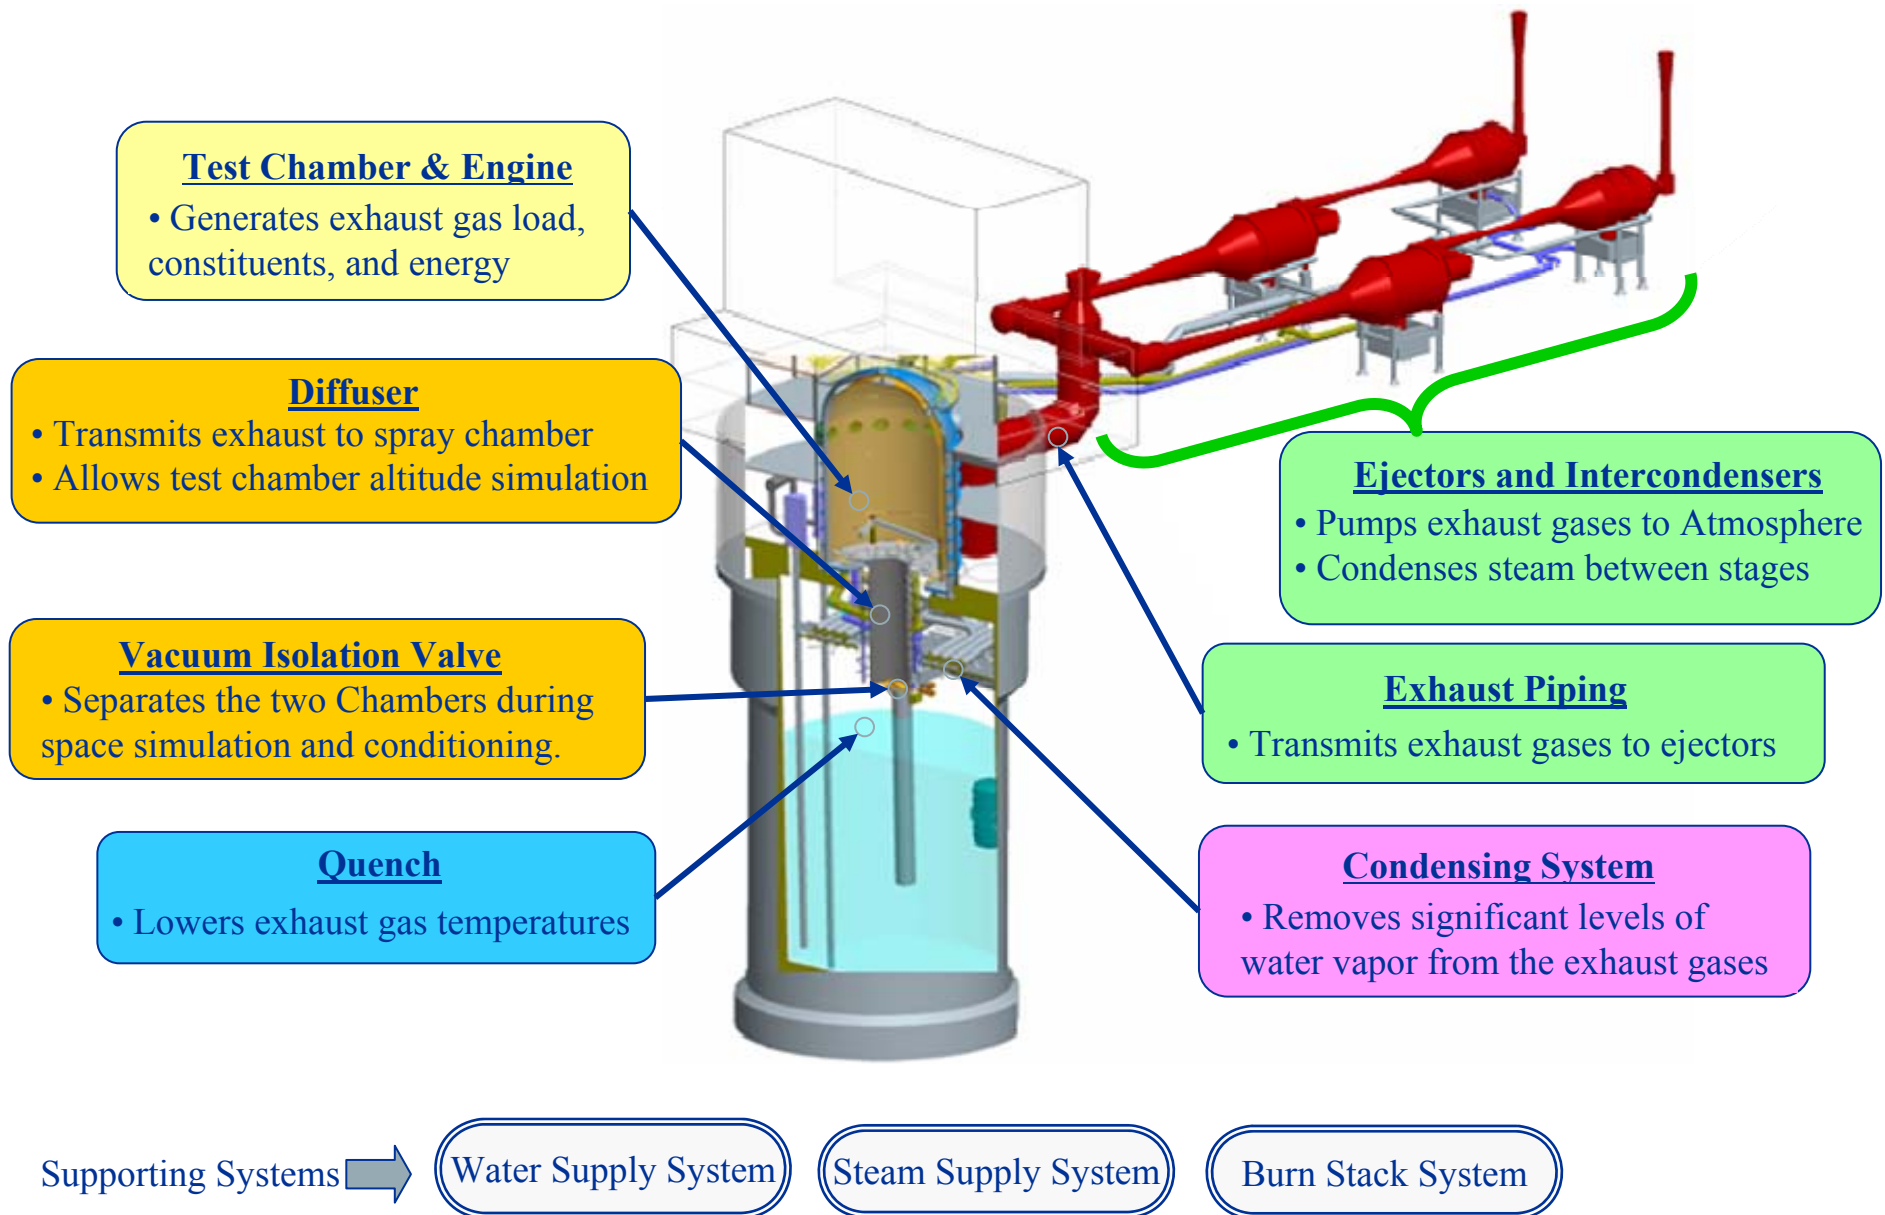 Test Chamber & Engine
• Generates exhaust gas load,
constituents, and energy
Diffuser
• Transmits exhaust to spray chamber
• Allows test chamber altitude simulation
Vacuum Isolation Valve
• Separates the two Chambers during
space simulation and conditioning.
Quench
• Lowers exhaust gas temperatures
Ejectors and Intercondensers
• Pumps exhaust gases to Atmosphere
• Condenses steam between stages
Exhaust Piping
• Transmits exhaust gases to ejectors
Condensing System
• Removes significant levels of
water vapor from the exhaust gases
Supporting Systems
Water Supply System
Steam Supply System
Burn Stack System